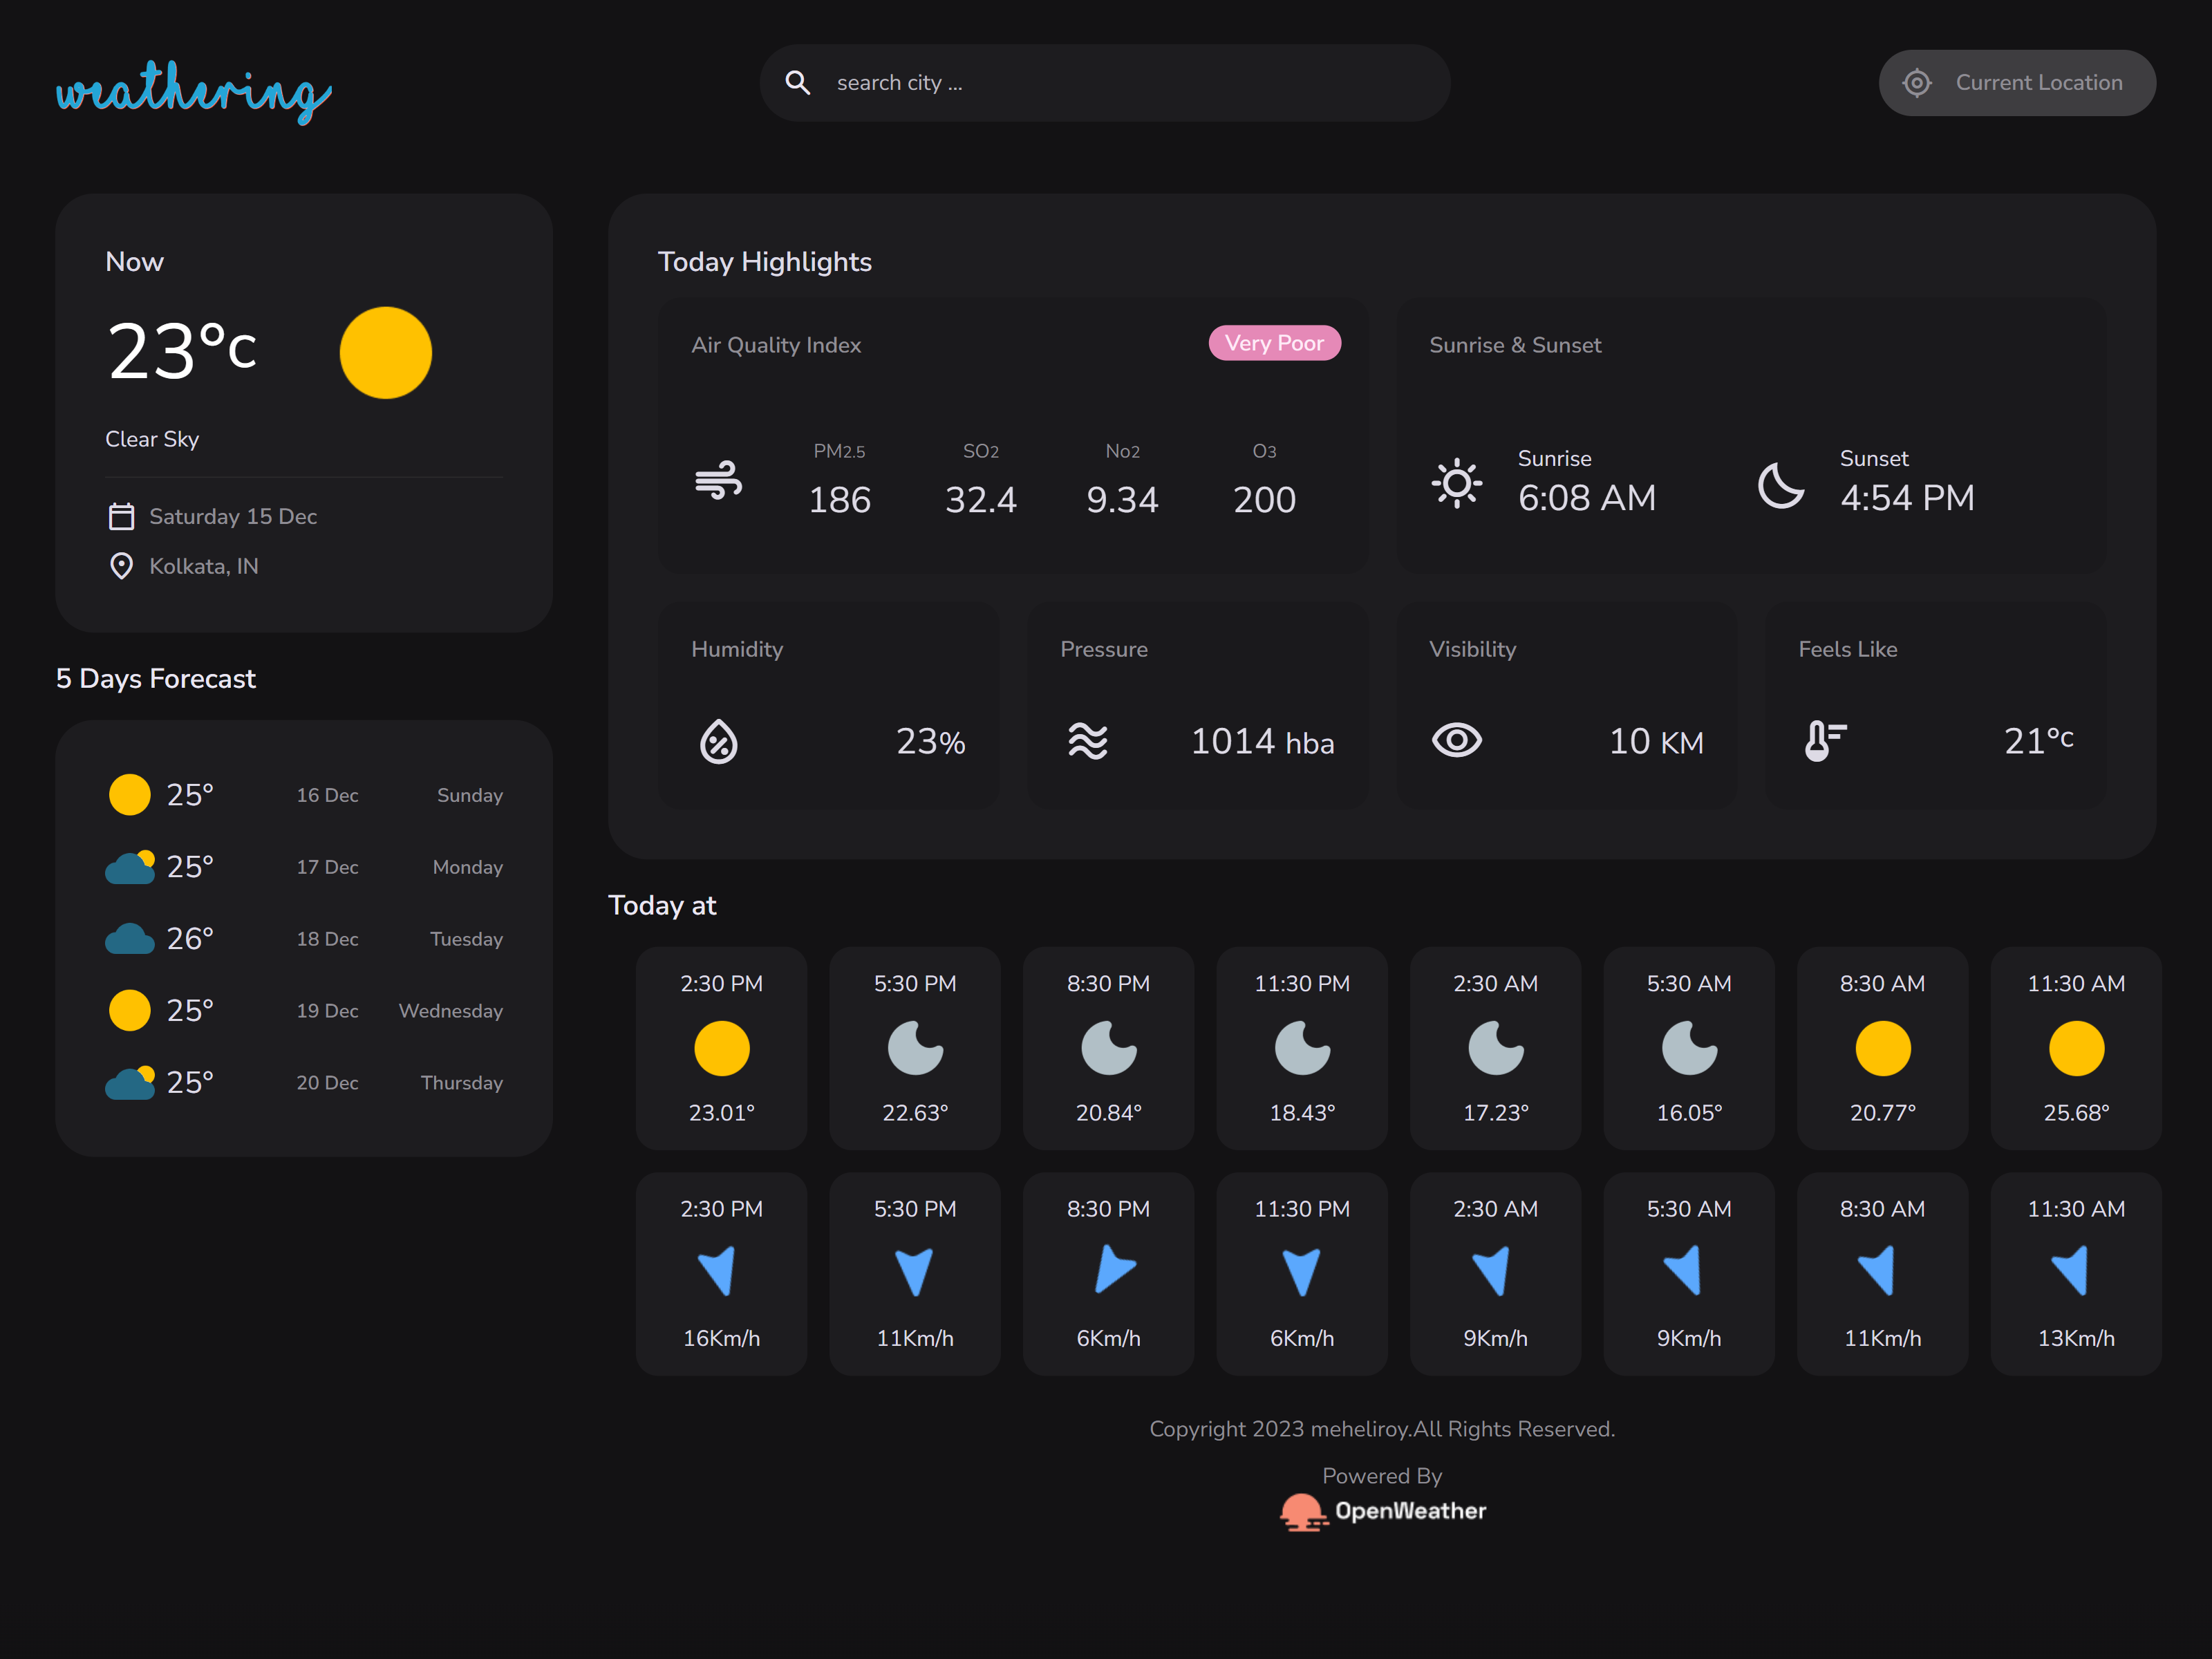 weathering
search city ...
Current Location
Now
23°c
Clear Sky
Saturday 15 Dec
Kolkata, IN
5 Days Forecast
25° 16 Dec Sunday
25° 17 Dec Monday
26° 18 Dec Tuesday
25° 19 Dec Wednesday
25° 20 Dec Thursday
Today Highlights
Air Quality Index Very Poor
PM2.5 SO2 No2 O3
186 32.4 9.34 200
Sunrise & Sunset
Sunrise Sunset
6:08 AM 4:54 PM
Humidity
23%
Pressure
1014 hba
Visibility
10 KM
Feels Like
21°c
Today at
2:30 PM 5:30 PM 8:30 PM 11:30 PM 2:30 AM 5:30 AM 8:30 AM 11:30 AM
23.01° 22.63° 20.84° 18.43° 17.23° 16.05° 20.77° 25.68°
2:30 PM 5:30 PM 8:30 PM 11:30 PM 2:30 AM 5:30 AM 8:30 AM 11:30 AM
16Km/h 11Km/h 6Km/h 6Km/h 9Km/h 9Km/h 11Km/h 13Km/h
Copyright 2023 meheliroy.All Rights Reserved.
Powered By
OpenWeather